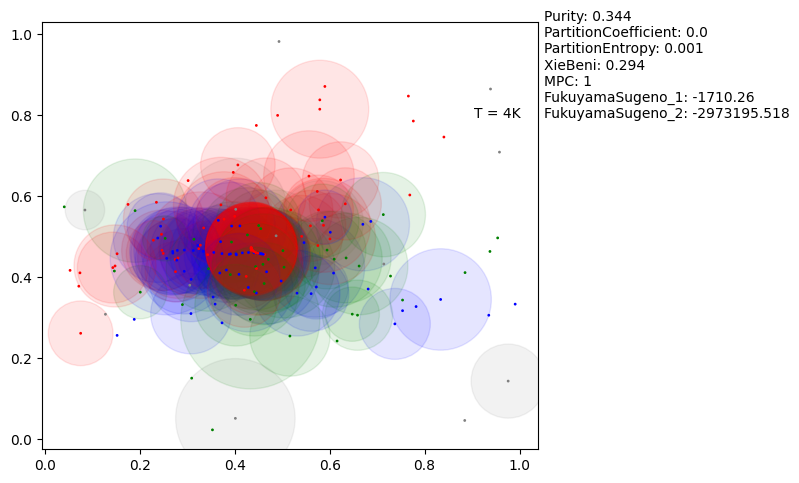 Purity: 0.344
PartitionCoefficient: 0.0
PartitionEntropy: 0.001
XieBeni: 0.294
MPC: 1
FukuyamaSugeno_1: -1710.26
FukuyamaSugeno_2: -2973195.518
T = 4K
1.0
0.8
0.6
0.4
0.2
0.0
0.0 0.2 0.4 0.6 0.8 1.0